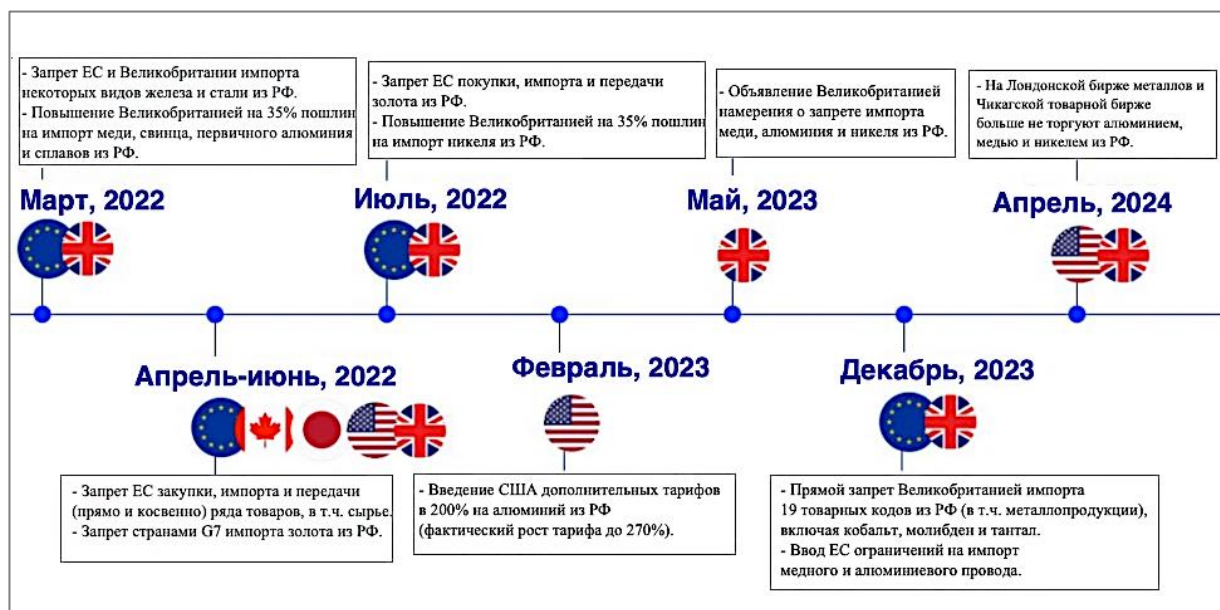 - Запрет ЕС и Великобритании импорта
некоторых видов железа и стали из РФ.
- Повышение Великобританией на 35% пошлин
на импорт меди, свинца, первичного алюминия
и сплавов из РФ.
Март, 2022
- Запрет ЕС покупки, импорта и передачи
золота из РФ.
- Повышение Великобританией на 35% пошлин
на импорт никеля из РФ.
Июль, 2022
- Объявление Великобританией
намерения о запрете импорта
меди, алюминия и никеля из РФ.
Май, 2023
- На Лондонской бирже металлов и
Чикагской товарной бирже
больше не торгуют алюминием,
медью и никелем из РФ.
Апрель, 2024
Апрель-июнь, 2022
- Запрет ЕС закупки, импорта и передачи
(прямо и косвенно) ряда товаров, в т.ч. сырье.
- Запрет странами G7 импорта золота из РФ.
Февраль, 2023
- Введение США дополнительных тарифов
в 200% на алюминий из РФ
(фактический рост тарифа до 270%).
Декабрь, 2023
- Прямой запрет Великобританией импорта
19 товарных кодов из РФ (в т.ч. металлопродукции),
включая кобальт, молибден и тантал.
- Ввод ЕС ограничений на импорт
медного и алюминиевого провода.